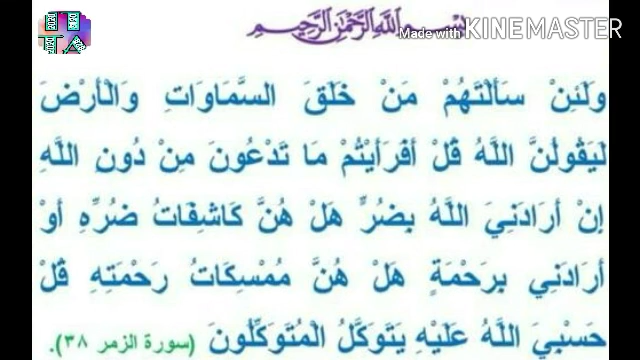 بسم الله الرحمن الرحيم
Made with KINEMASTER
وَلَئِنْ سَأَلْتَهُمْ مَنْ خَلَقَ السَّمَاوَاتِ وَالْأَرْضَ
لَيَقُولُنَّ اللَّهُ قُلْ أَفَرَأَيْتُمْ مَا تَدْعُونَ مِنْ دُونِ اللَّهِ
إِنْ أَرَادَنِيَ اللَّهُ بِضُرٍّ هَلْ هُنَّ كَاشِفَاتُ ضُرِّهِ أَوْ
أَرَادَنِي بِرَحْمَةٍ هَلْ هُنَّ مُمْسِكَاتُ رَحْمَتِهِ قُلْ
حَسْبِيَ اللَّهُ عَلَيْهِ يَتَوَكَّلُ الْمُتَوَكِّلُونَ (سورة الزمر ٣٨).